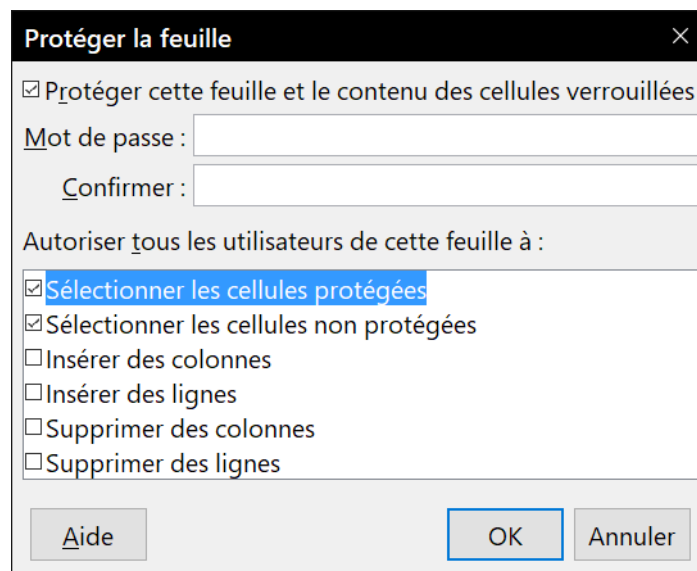 Protéger la feuille
Protéger cette feuille et le contenu des cellules verrouillées
Mot de passe :
Confirmer :
Autoriser tous les utilisateurs de cette feuille à :
Sélectionner les cellules protégées
Sélectionner les cellules non protégées
Insérer des colonnes
Insérer des lignes
Supprimer des colonnes
Supprimer des lignes
Aide OK Annuler